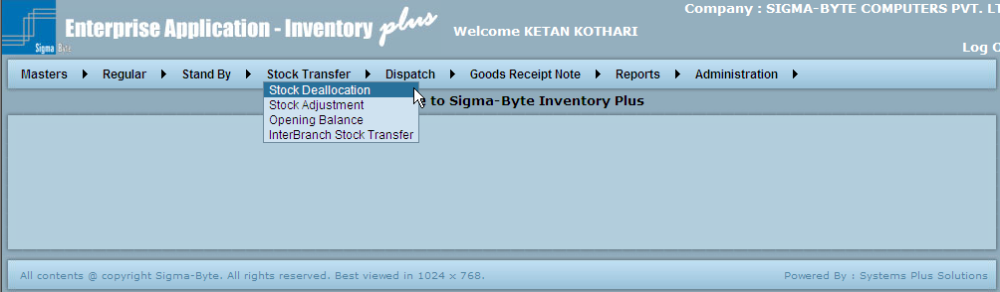 Company : SIGMA-BYTE COMPUTERS PVT.
Enterprise Application - Inventory plus
Welcome KETAN KOTHARI
Sigma Byte
Log
Masters Regular Stand By Stock Transfer Dispatch Goods Receipt Note Reports Administration
Stock Deallocation
to Sigma-Byte Inventory Plus
Stock Adjustment
Opening Balance
InterBranch Stock Transfer
All contents @ copyright Sigma-Byte. All rights reserved. Best viewed in 1024 x 768.
Powered By : Systems Plus Solutions